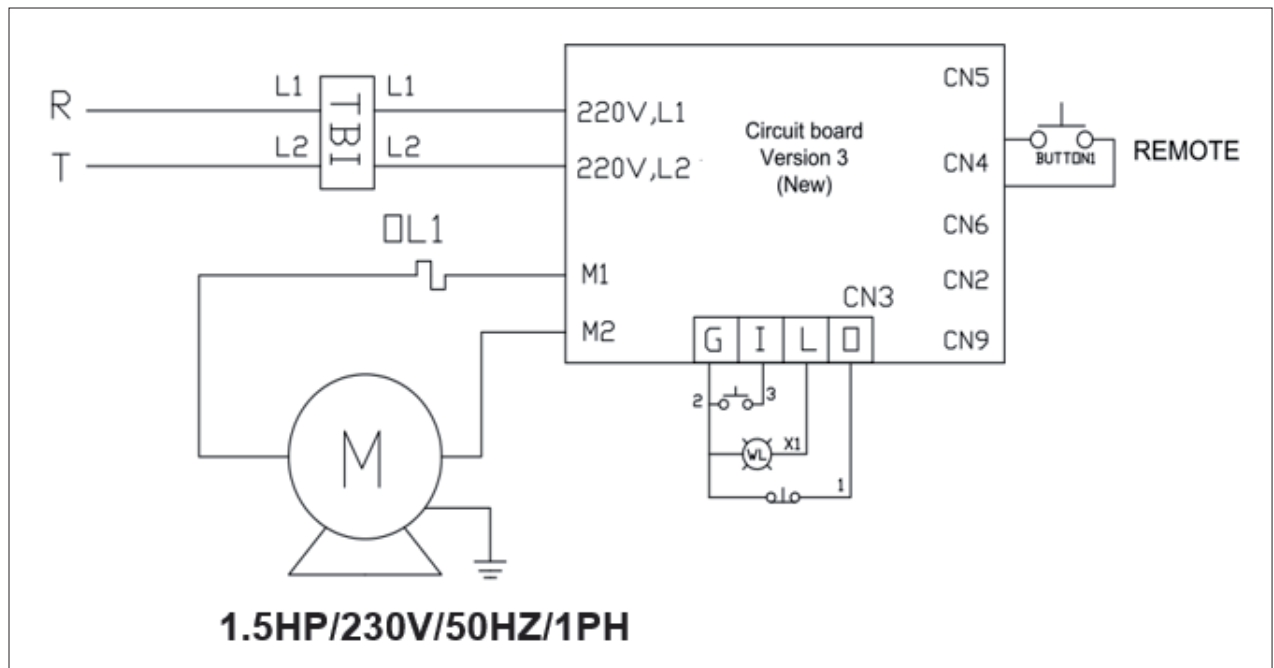 R
T
L1
L2
TBI
L1
L2
220V,L1
220V,L2
Circuit board
Version 3
(New)
CN5
CN4
CN6
CN2
CN9
BUTTON1
REMOTE
OL1
M1
M2
CN3
G I L O
2
3
WL
X1
1
M
1.5HP/230V/50HZ/1PH